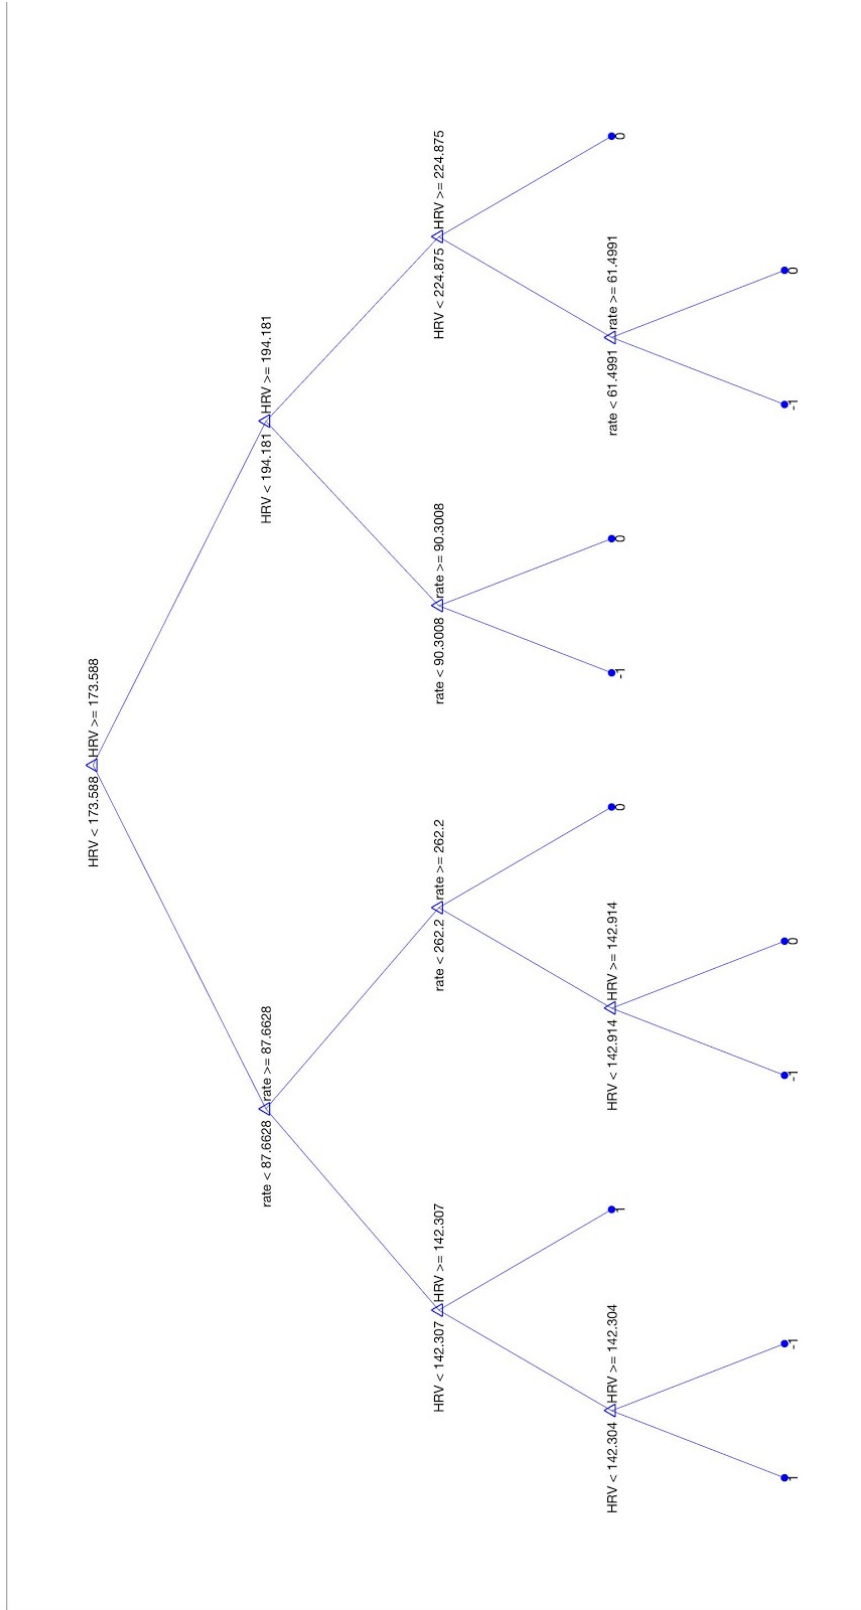 HRV < 173.588 HRV >= 173.588
rate < 87.6628 rate >= 87.6628
HRV < 194.181 HRV >= 194.181
HRV < 142.307 HRV >= 142.307
rate < 262.2 rate >= 262.2
rate < 90.3008 rate >= 90.3008
HRV < 224.875 HRV >= 224.875
HRV < 142.304 HRV >= 142.304
1
HRV < 142.914 HRV >= 142.914
0
-1
0
rate < 61.4991 rate >= 61.4991
0
1
-1
-1
0
-1
0